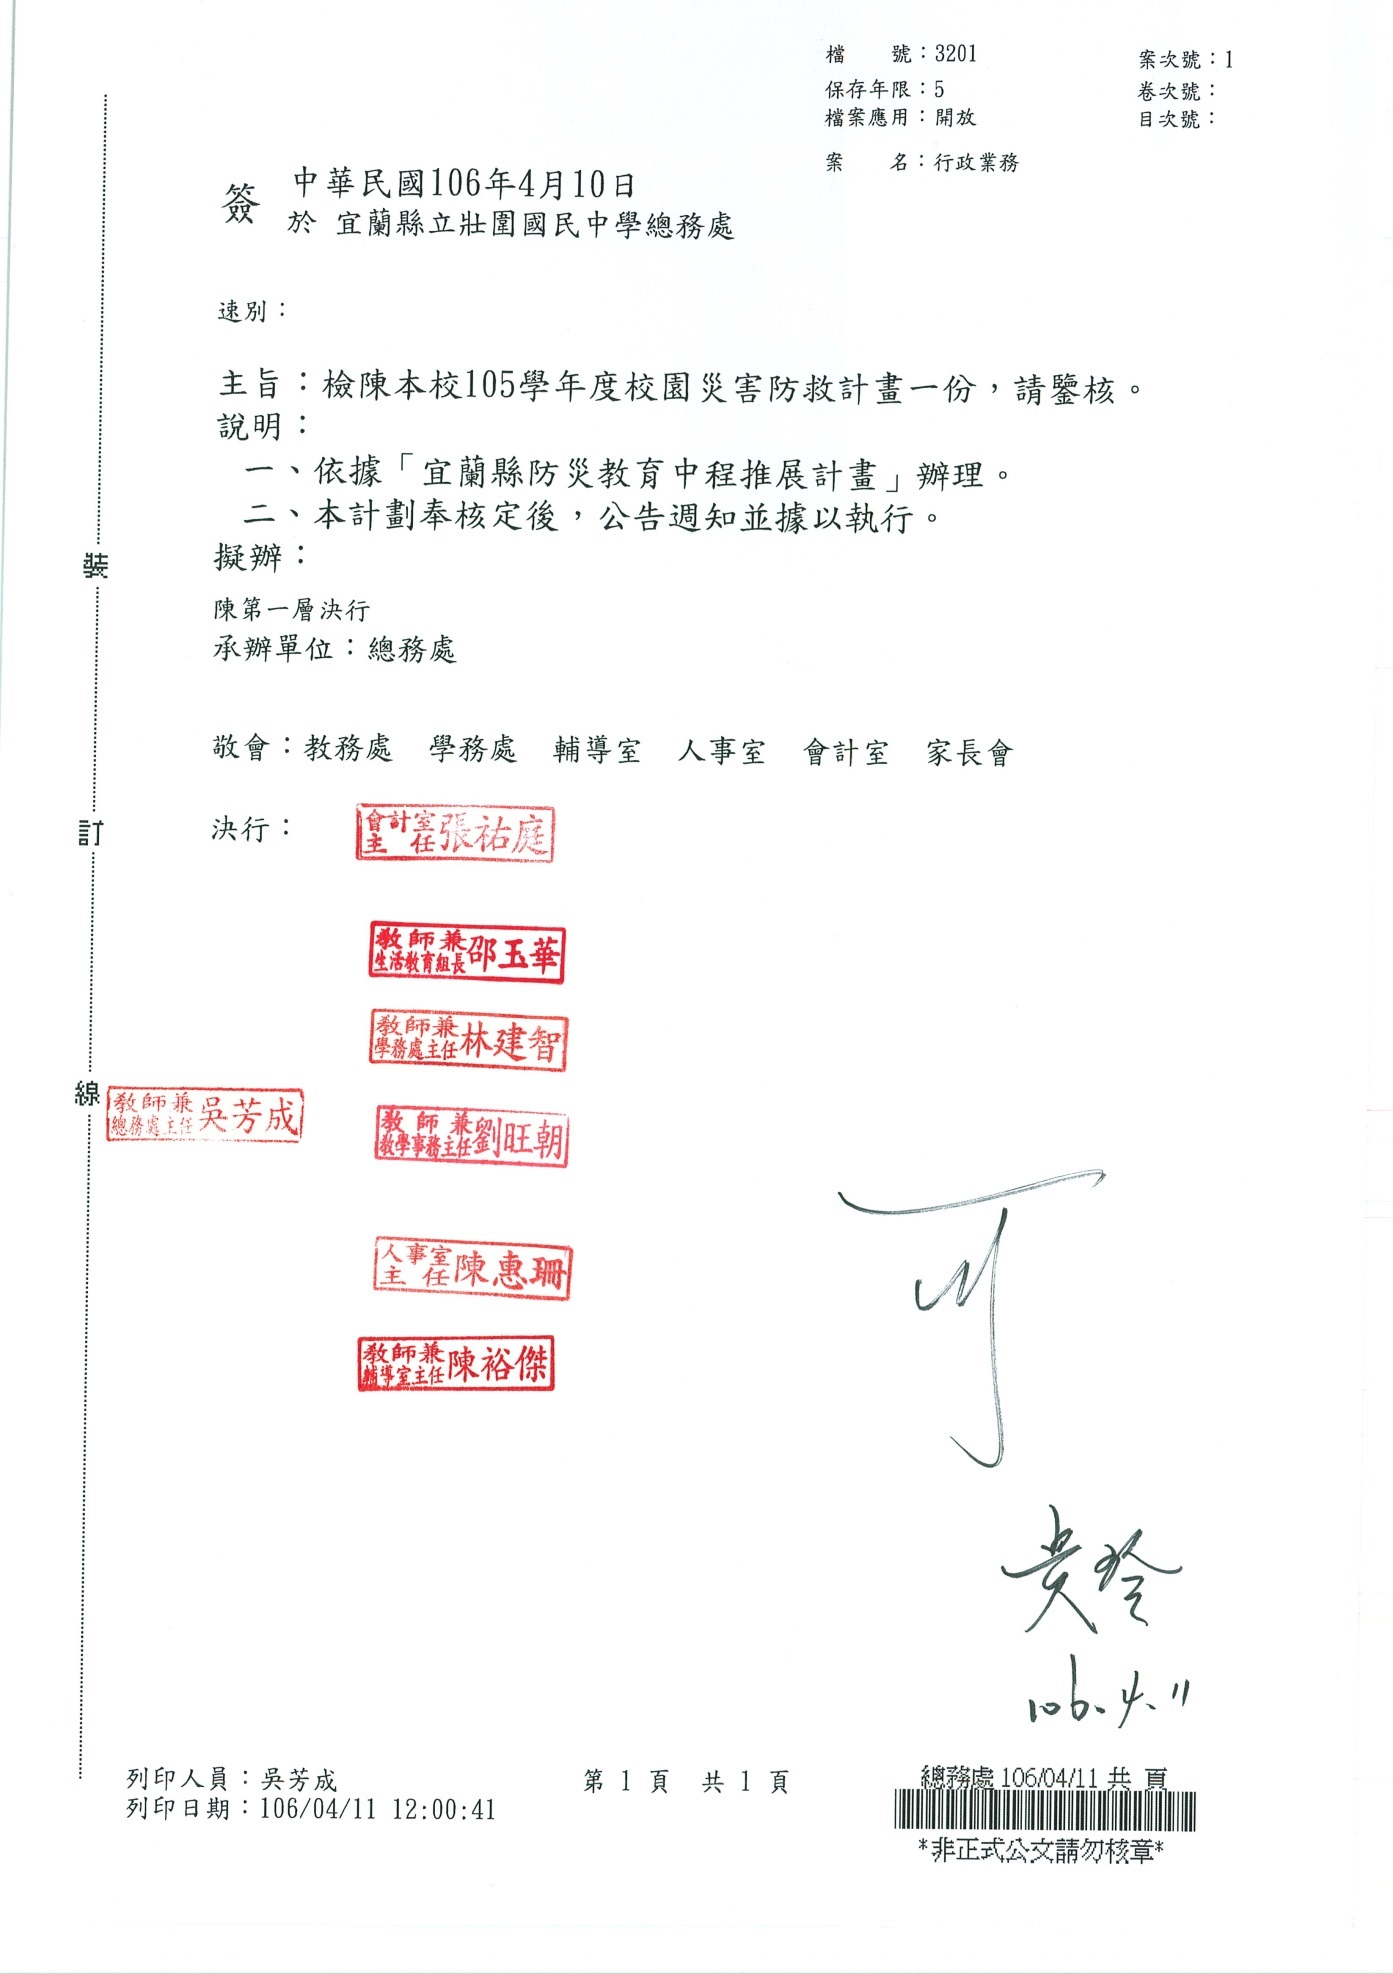 檔　　號：3201
案次號：1
保存年限：5
卷次號：
檔案應用：開放
目次號：
案　　名：行政業務
簽
中華民國106年4月10日
於 宜蘭縣立壯圍國民中學總務處
速別：
主旨：檢陳本校105學年度校園災害防救計畫一份，請鑒核。
說明：
一、依據「宜蘭縣防災教育中程推展計畫」辦理。
二、本計劃奉核定後，公告週知並據以執行。
擬辦：
陳第一層決行
承辦單位：總務處
敬會：教務處　學務處　輔導室　人事室　會計室　家長會
決行：
會計室主任張祐庭
教師兼生活教育組長邵玉華
教師兼學務處主任林建智
教師兼總務處主任吳芳成
教師兼教學事務主任劉旺朝
人事室主任陳惠珊
教師兼輔導室主任陳裕傑
可
106.4.11
裝
訂
線
列印人員：吳芳成
列印日期：106/04/11 12:00:41
第 1 頁　共 1 頁
總務處 106/04/11 共 頁
*非正式公文請勿核章*